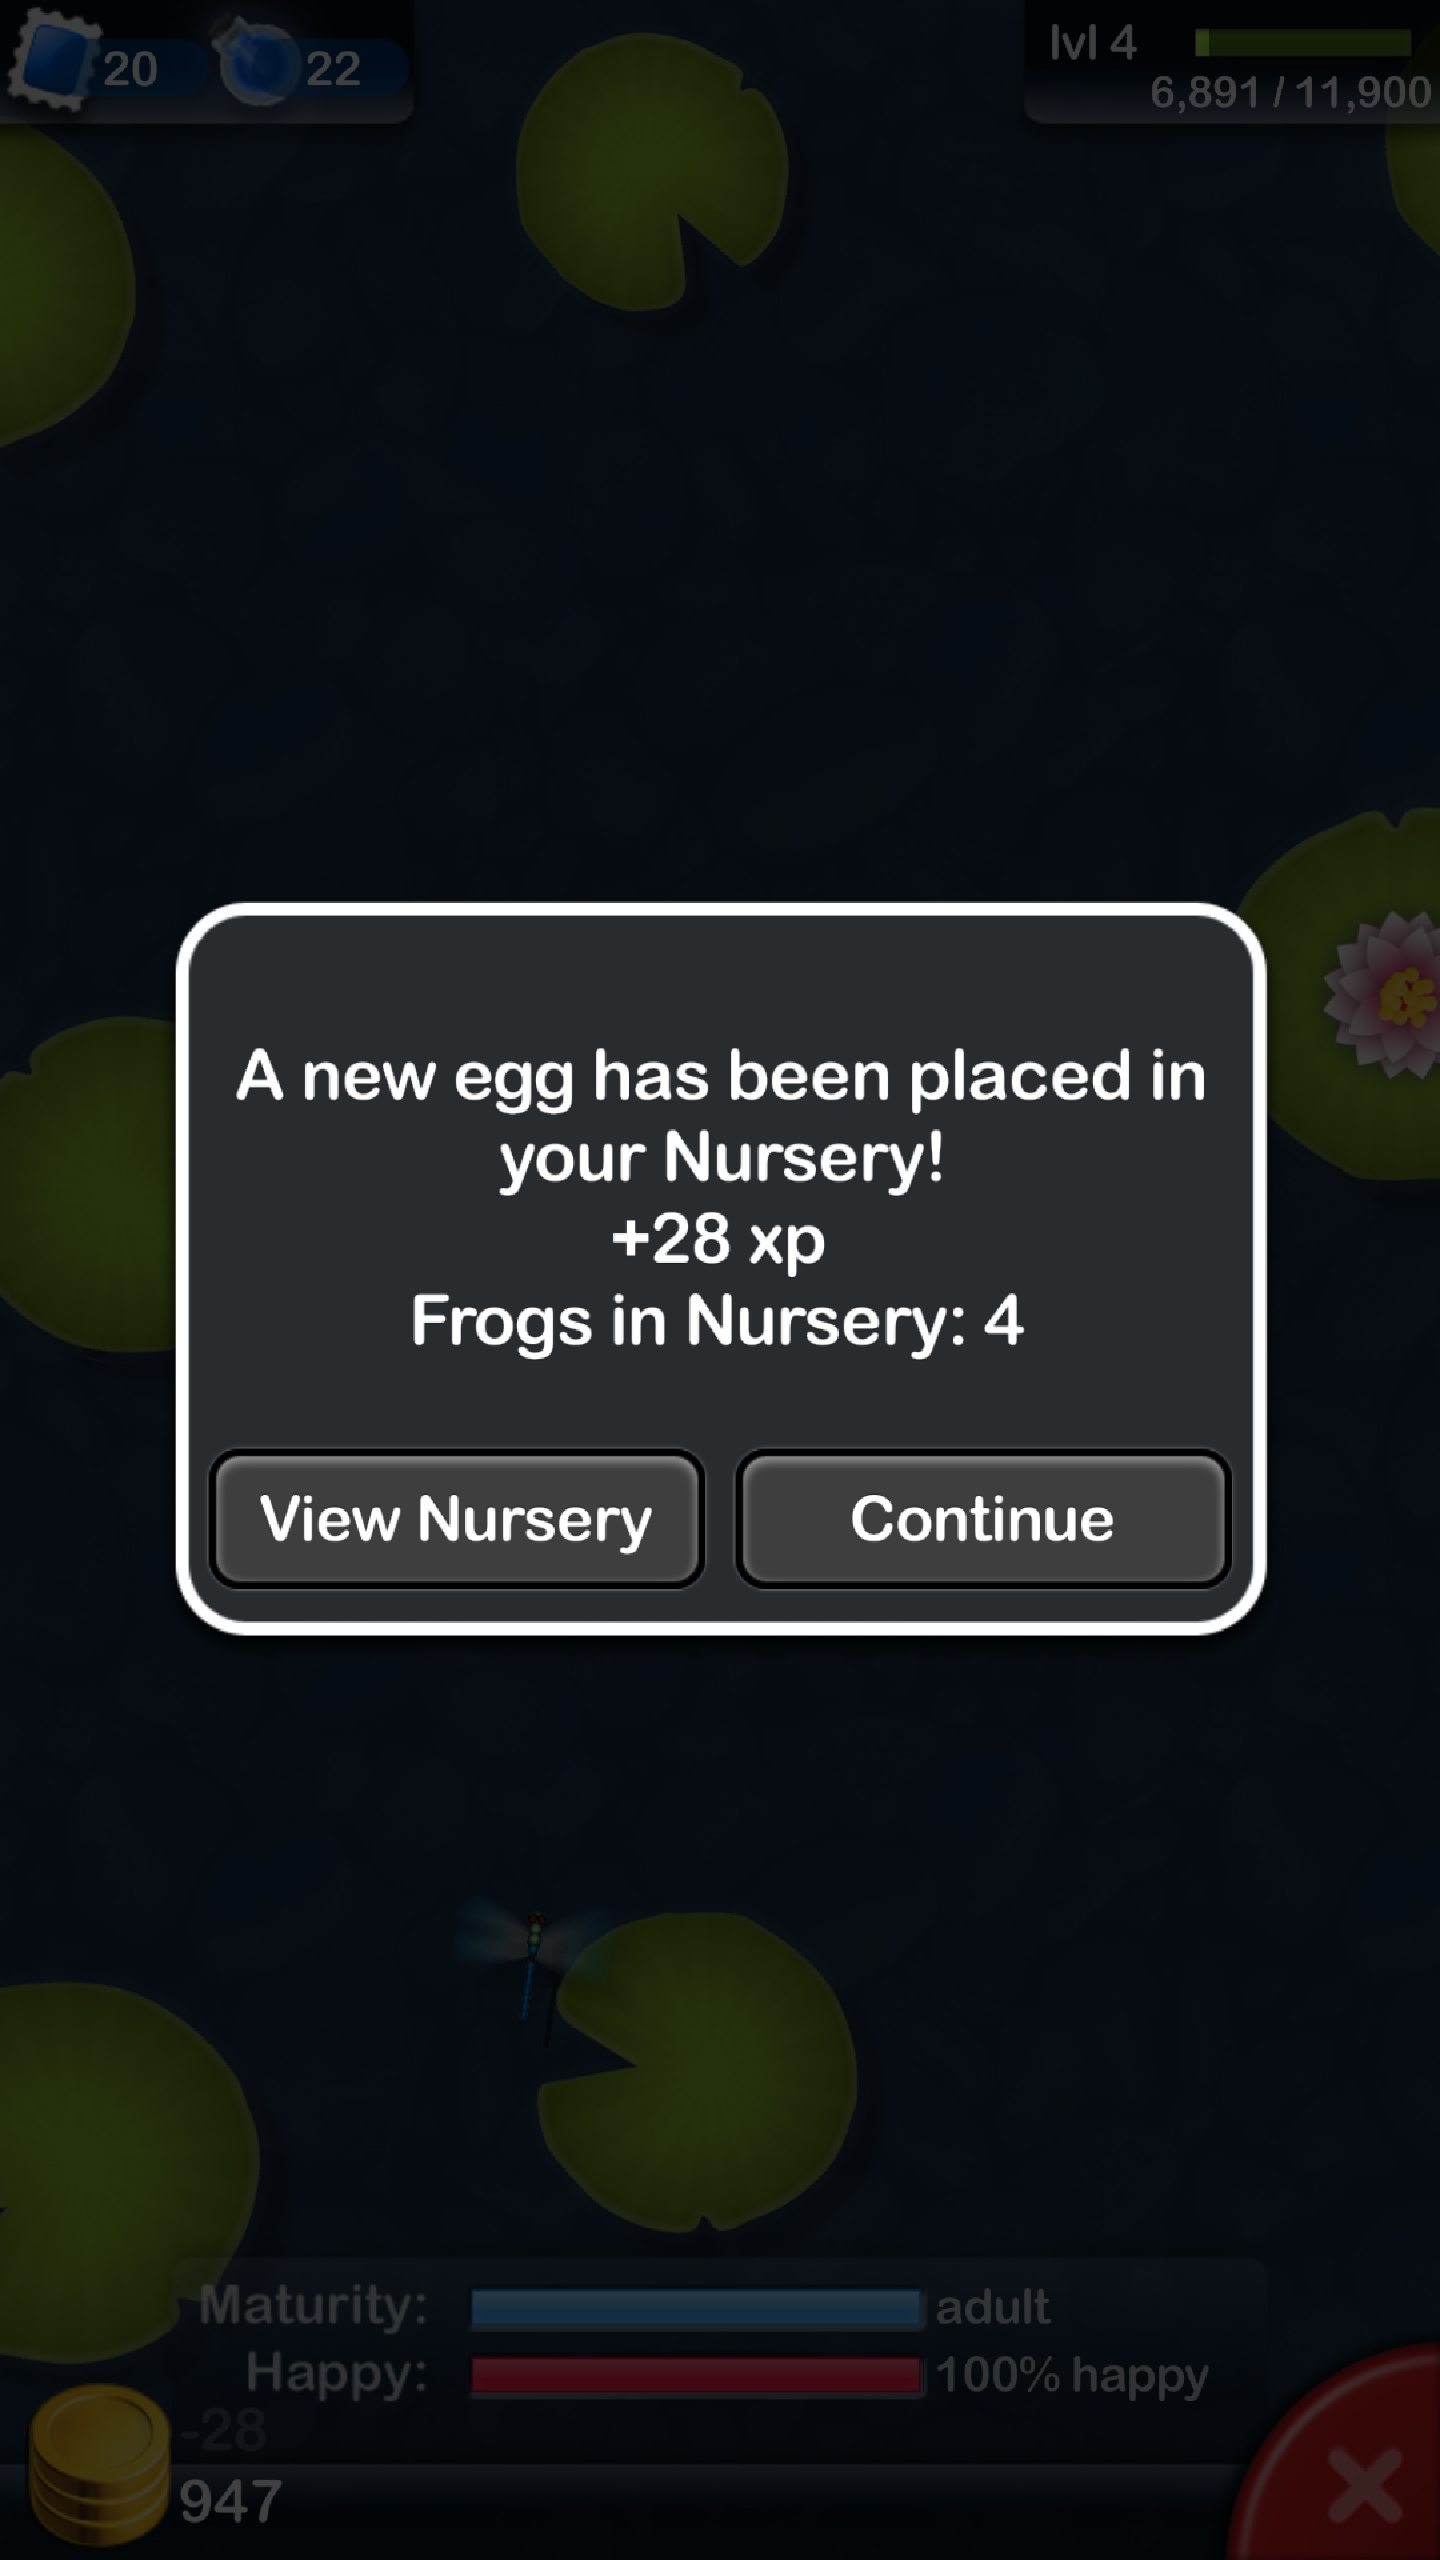 20
22
lvl 4
6,891 / 11,900
A new egg has been placed in
your Nursery!
+28 xp
Frogs in Nursery: 4
View Nursery
Continue
Maturity:
adult
Happy:
100% happy
-28
947